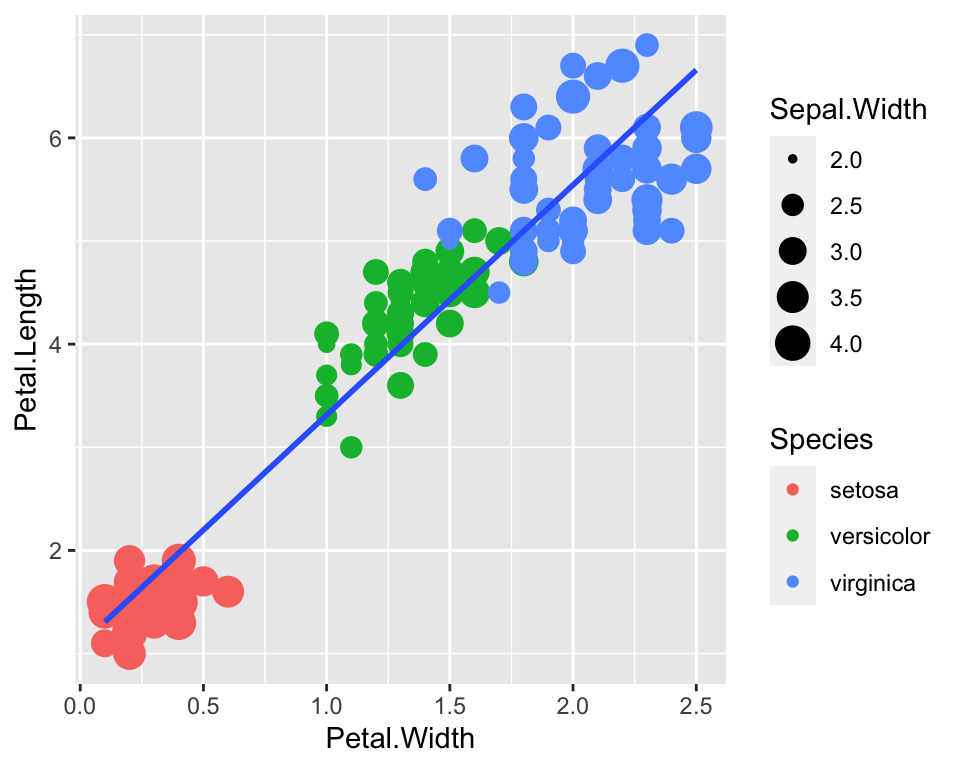 Petal.Length
6
4
2
0.0 0.5 1.0 1.5 2.0 2.5
Petal.Width
Sepal.Width
2.0
2.5
3.0
3.5
4.0
Species
setosa
versicolor
virginica